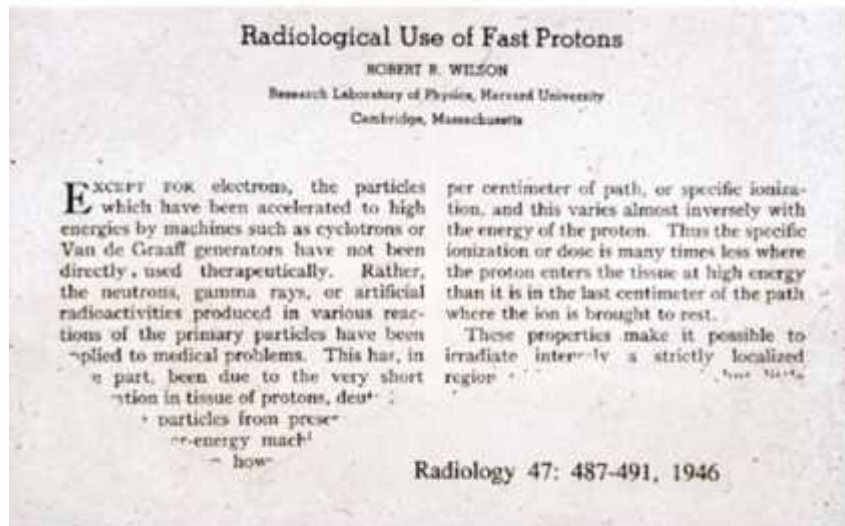 Radiological Use of Fast Protons
ROBERT R. WILSON
Research Laboratory of Physics, Harvard University
Cambridge, Massachusetts
EXCEPT FOR electrons, the particles
which have been accelerated to high
energies by machines such as cyclotrons or
Van de Graaff generators have not been
directly used therapeutically. Rather,
the neutrons, gamma rays, or artificial
radioactivities produced in various reac-
tions of the primary particles have been
plied to medical problems. This has, in
part, been due to the very short
tion in tissue of protons, deut
particles from prese
r-energy mach
how
per centimeter of path, or specific ioniza-
tion, and this varies almost inversely with
the energy of the proton. Thus the specific
ionization or dose is many times less where
the proton enters the tissue at high energy
than it is in the last centimeter of the path
where the ion is brought to rest.
These properties make it possible to
irradiate a strictly localized
region
Radiology 47: 487-491, 1946